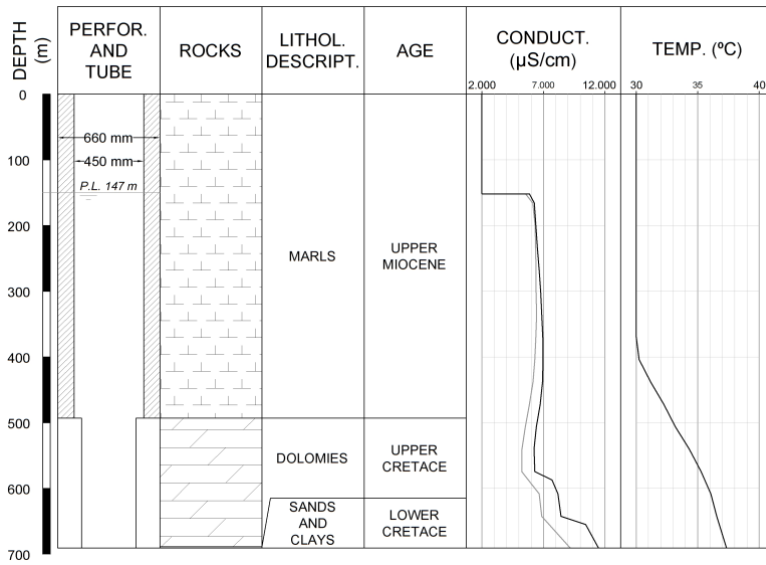 DEPTH
(m)
PERFOR.
AND
TUBE
ROCKS
LITHOL.
DESCRIPT.
AGE
CONDUCT.
(µS/cm)
TEMP. (ºC)
2.000 7.000 12.000
30 35 40
0
100
200
300
400
500
600
700
660 mm
450 mm
P.L. 147 m
MARLS
UPPER
MIOCENE
DOLOMIES
UPPER
CRETACE
SANDS
AND
CLAYS
LOWER
CRETACE